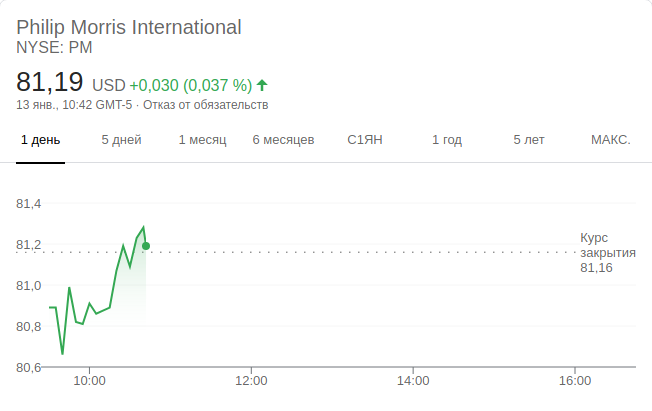 Philip Morris International
NYSE: PM
81,19 USD +0,030 (0,037 %)
13 янв., 10:42 GMT-5 · Отказ от обязательств
1 день 5 дней 1 месяц 6 месяцев С1ЯН 1 год 5 лет МАКС.
81,4
81,2
81,0
80,8
80,6
Курс
закрытия
81,16
10:00 12:00 14:00 16:00